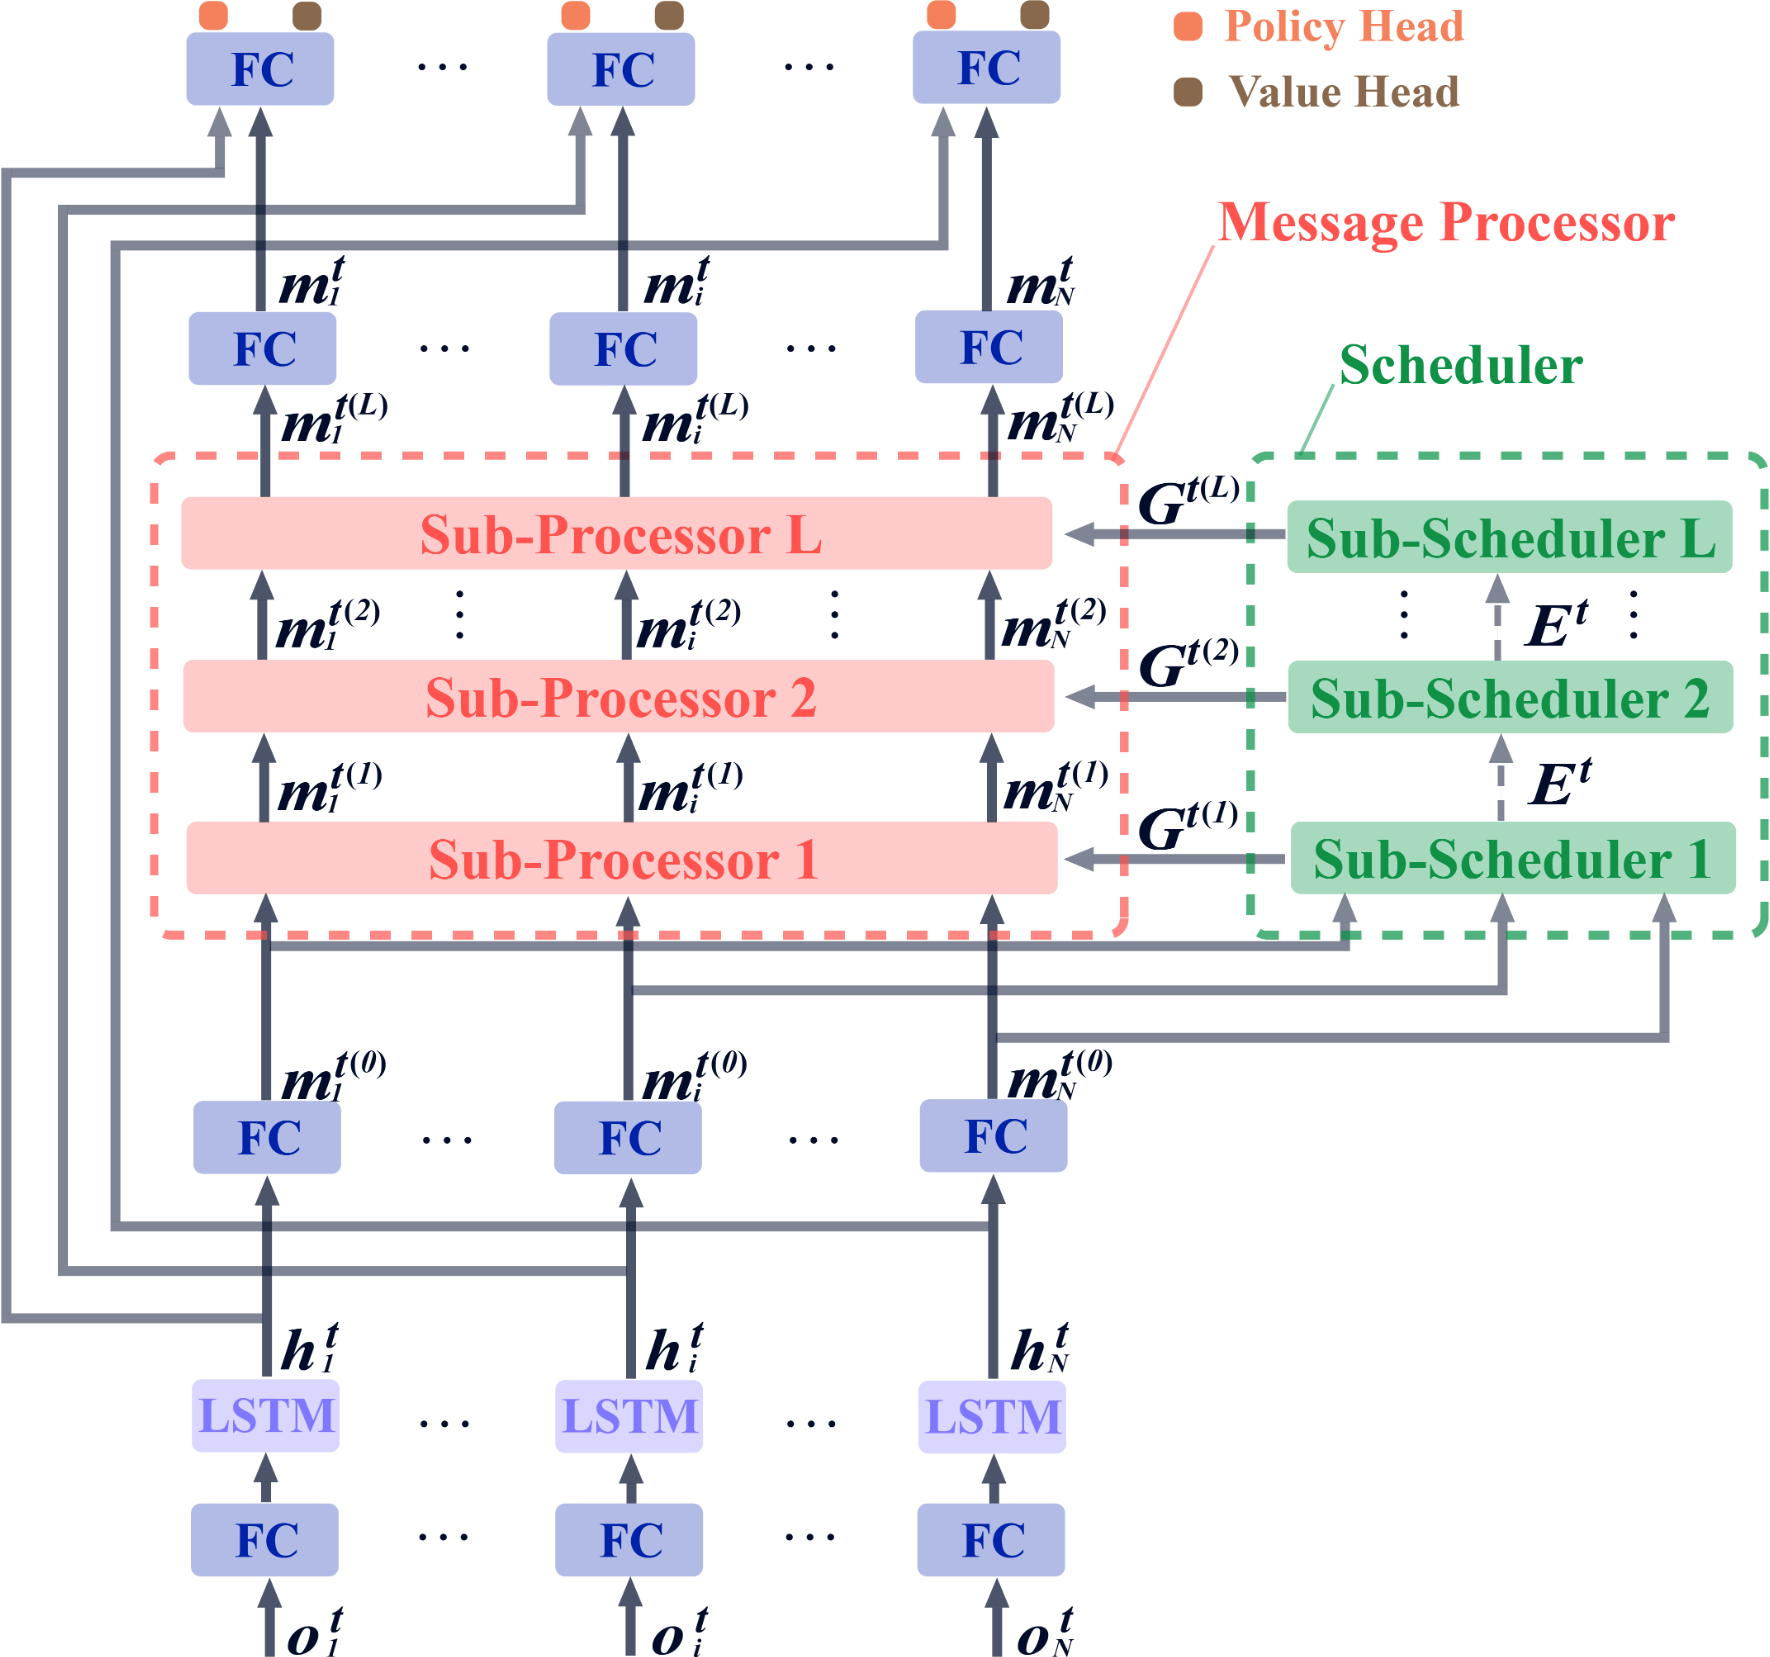 Policy Head
FC ... FC ... FC
Value Head
Message Processor
m_1^t m_i^t m_N^t
FC ... FC ... FC
Scheduler
m_1^{t(L)} m_i^{t(L)} m_N^{t(L)}
G^{t(L)}
Sub-Processor L
Sub-Scheduler L
m_1^{t(2)} ⋮ m_i^{t(2)} ⋮ m_N^{t(2)}
⋮ E^t ⋮
G^{t(2)}
Sub-Processor 2
Sub-Scheduler 2
m_1^{t(1)} m_i^{t(1)} m_N^{t(1)}
E^t
G^{t(1)}
Sub-Processor 1
Sub-Scheduler 1
m_1^{t(0)} m_i^{t(0)} m_N^{t(0)}
FC ... FC ... FC
h_1^t h_i^t h_N^t
LSTM ... LSTM ... LSTM
FC ... FC ... FC
o_1^t o_i^t o_N^t